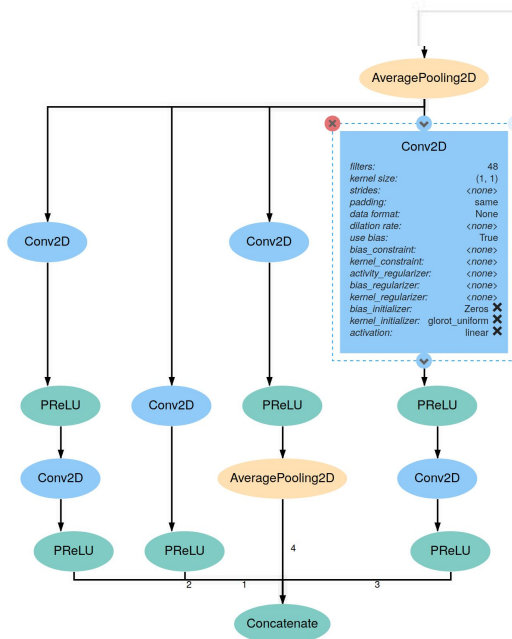 AveragePooling2D
Conv2D
filters: 48
kernel size: (1, 1)
strides: <none>
padding: same
data format: None
dilation rate: <none>
use bias: True
bias_constraint: <none>
kernel_constraint: <none>
activity_regularizer: <none>
bias_regularizer: <none>
kernel_regularizer: <none>
bias_initializer: Zeros
kernel_initializer: glorot_uniform
activation: linear
Conv2D
Conv2D
PReLU
Conv2D
PReLU
PReLU
Conv2D
AveragePooling2D
Conv2D
PReLU
PReLU
4
PReLU
2
1
3
Concatenate